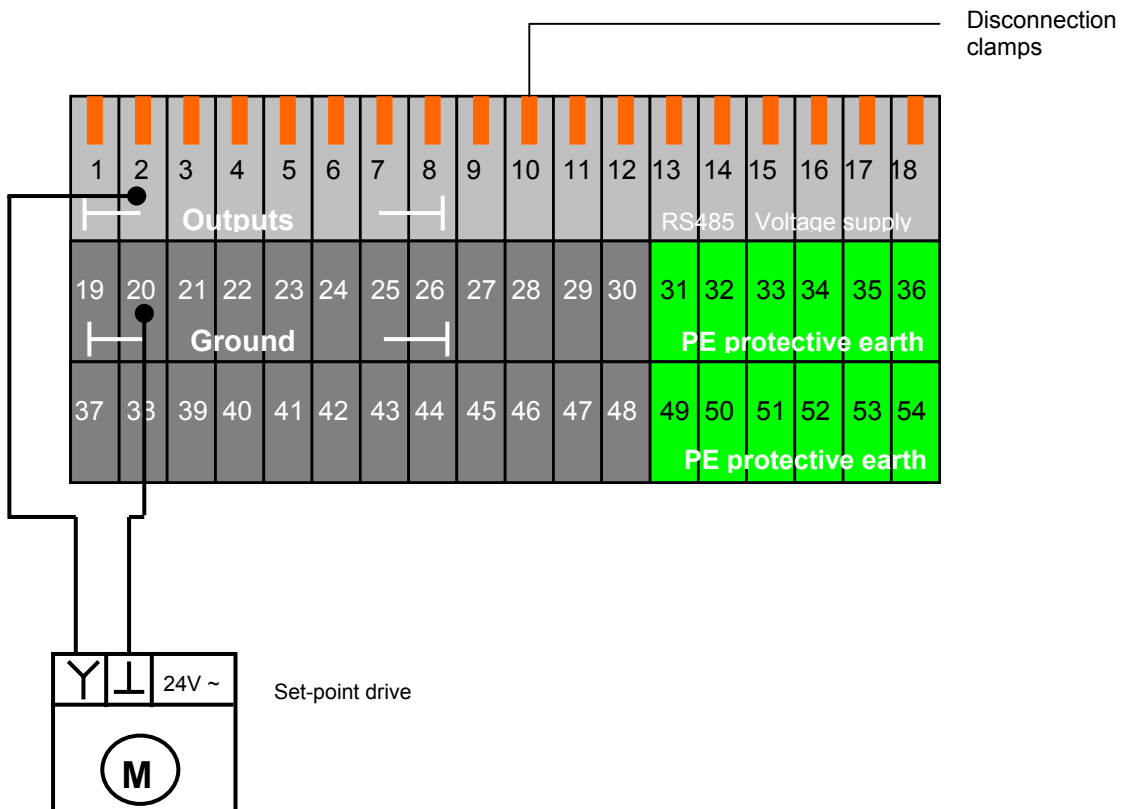 Disconnection
clamps
1 2 3 4 5 6 7 8 9 10 11 12 13 14 15 16 17 18
Outputs RS485 Voltage supply
19 20 21 22 23 24 25 26 27 28 29 30 31 32 33 34 35 36
Ground PE protective earth
37 38 39 40 41 42 43 44 45 46 47 48 49 50 51 52 53 54
PE protective earth
Y ⊥ 24V ~ Set-point drive
M